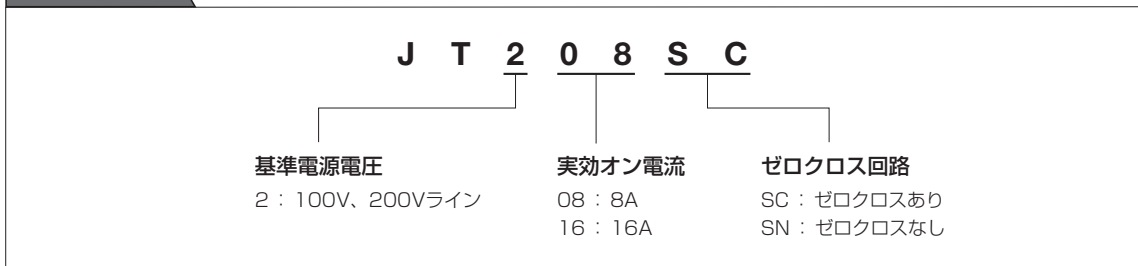 J T 2 0 8 S C
基準電源電圧
2 : 100V、200Vライン
実効オン電流
08 : 8A
16 : 16A
ゼロクロス回路
SC : ゼロクロスあり
SN : ゼロクロスなし